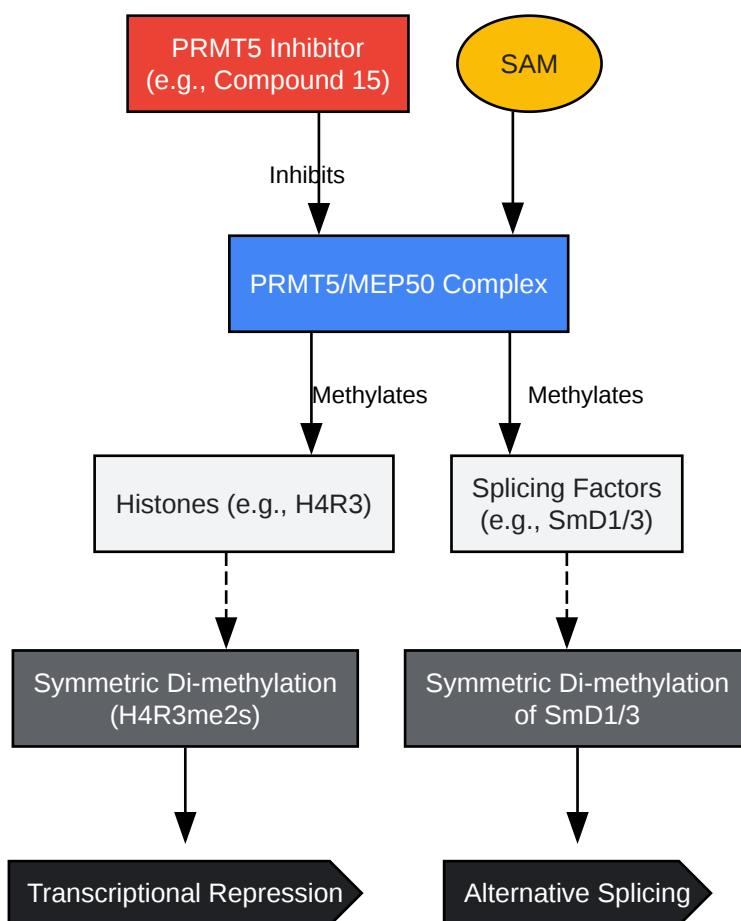 PRMT5 Inhibitor
(e.g., Compound 15)
SAM
Inhibits
PRMT5/MEP50 Complex
Methylates
Methylates
Histones (e.g., H4R3)
Splicing Factors
(e.g., SmD1/3)
Symmetric Di-methylation
(H4R3me2s)
Symmetric Di-methylation
of SmD1/3
Transcriptional Repression
Alternative Splicing